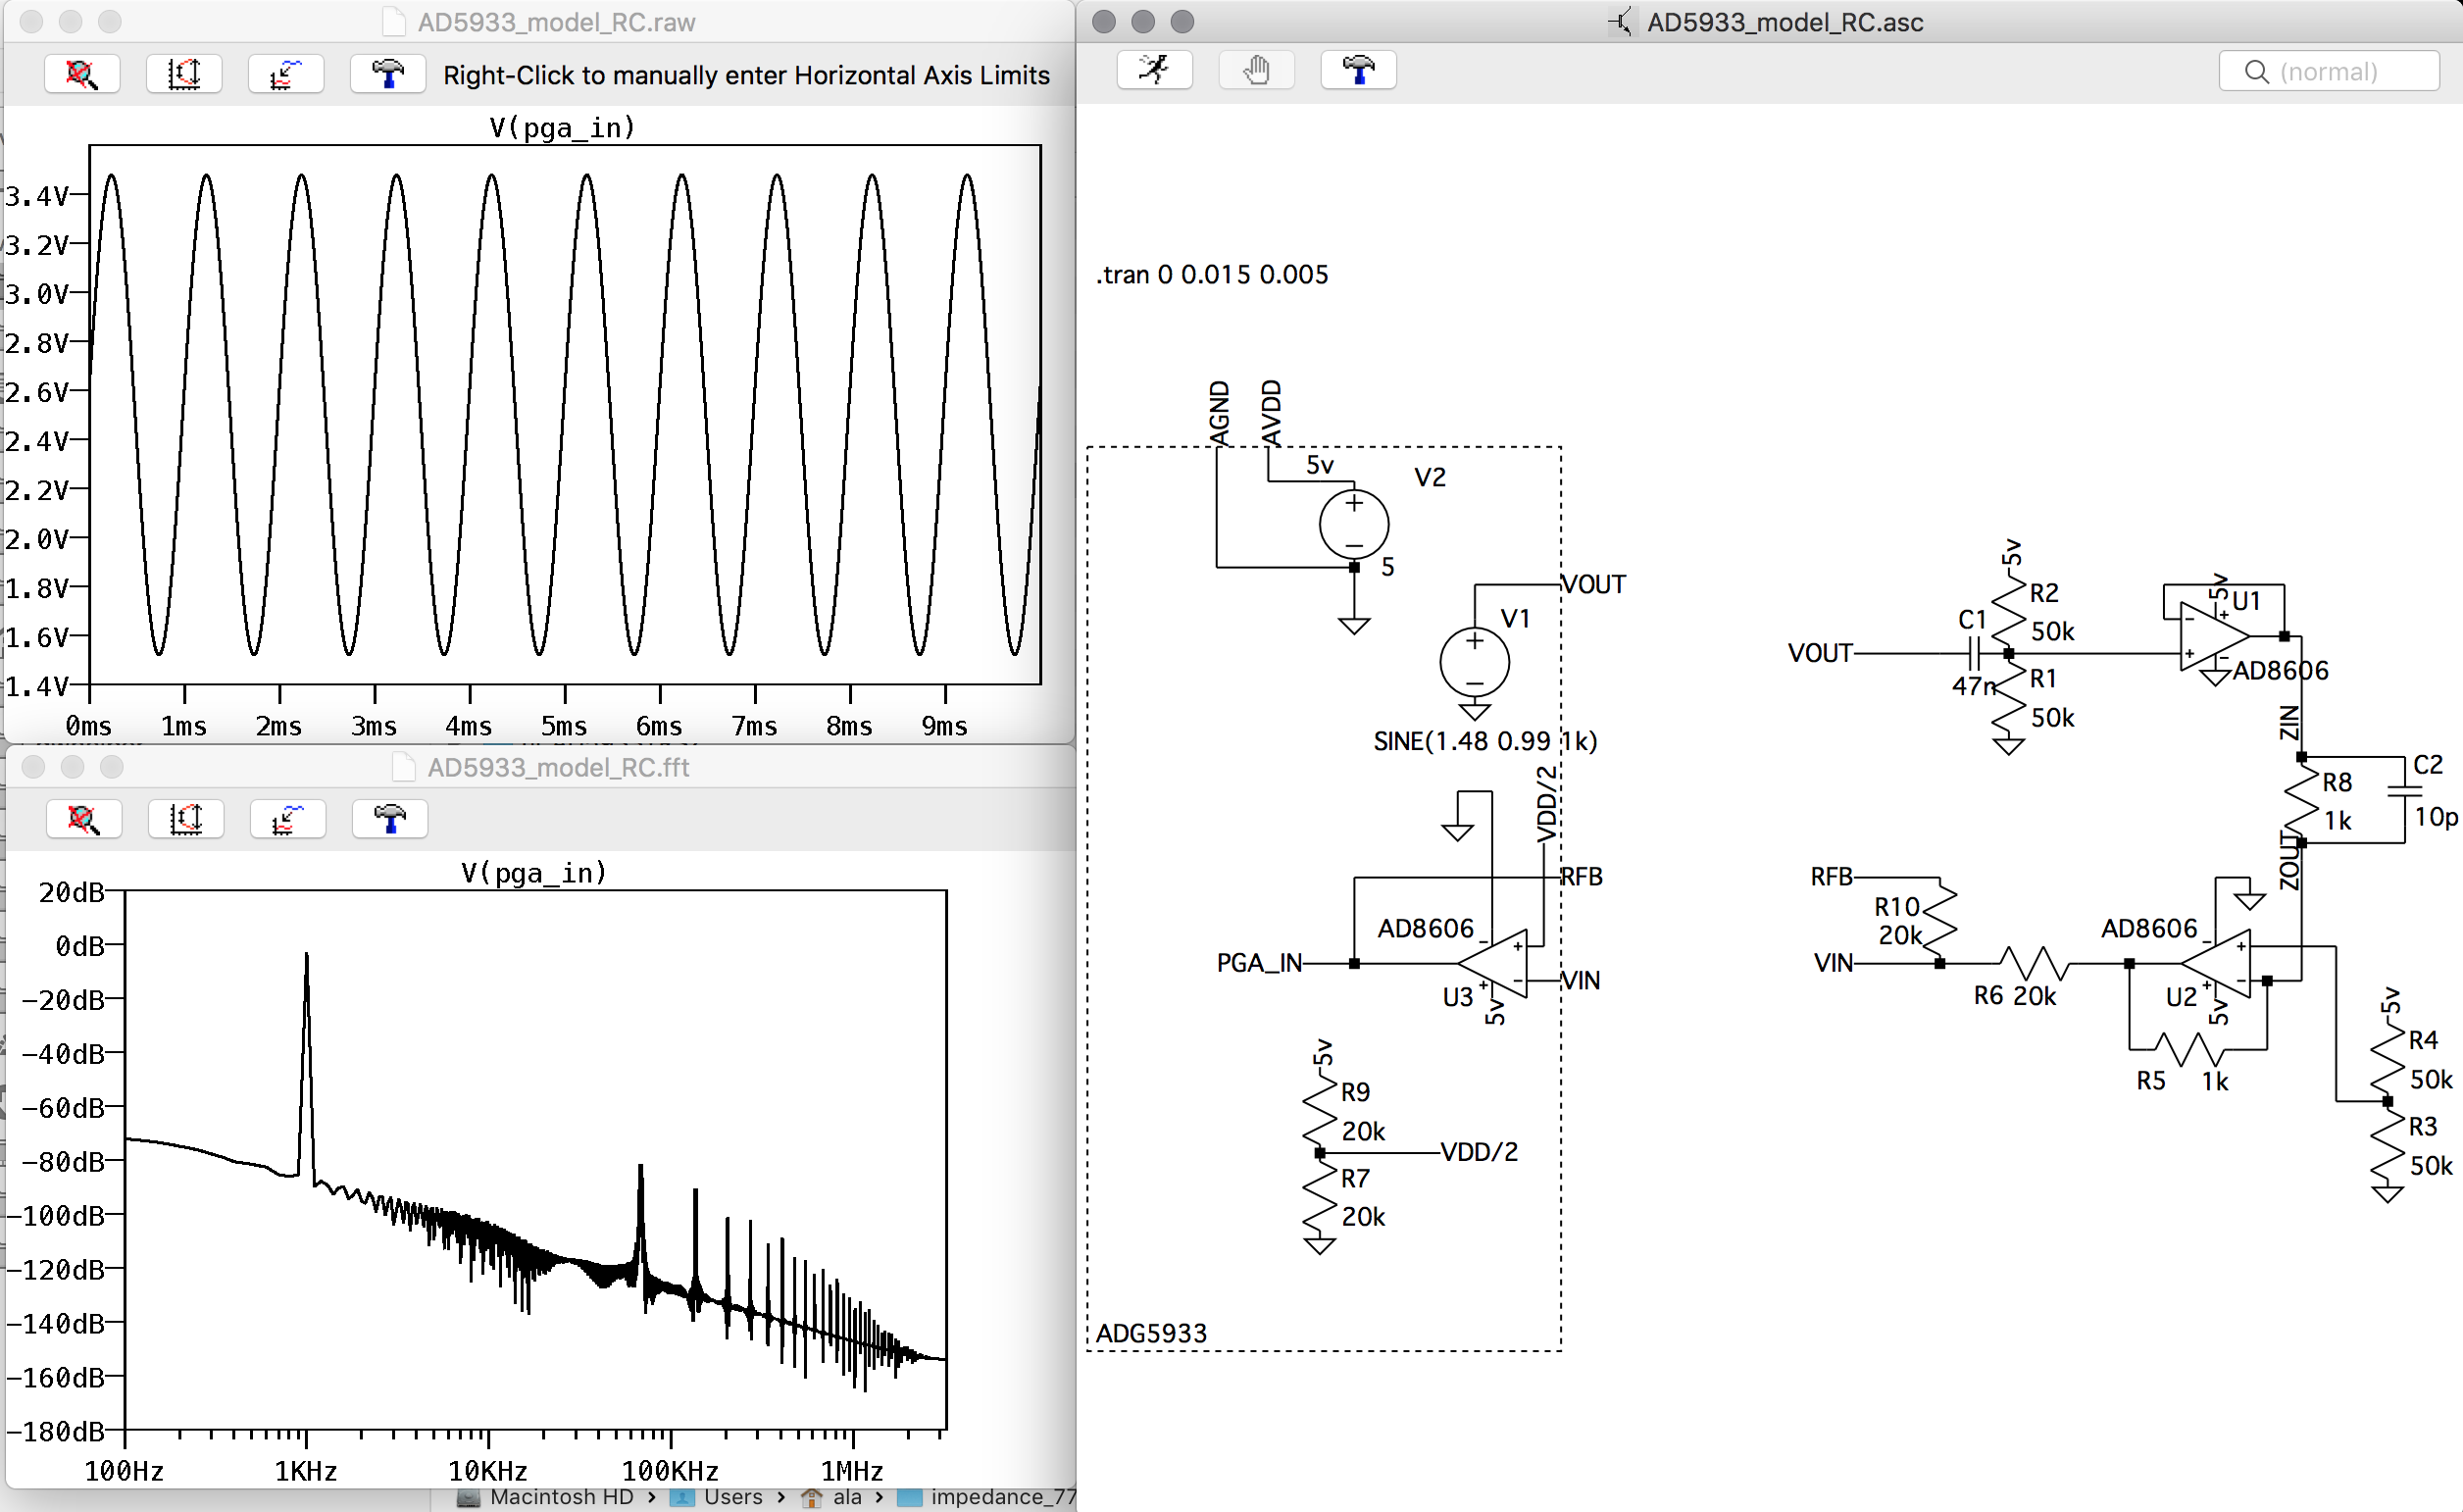 AD5933_model_RC.raw
Right-Click to manually enter Horizontal Axis Limits
V(pga_in)
3.4V
3.2V
3.0V
2.8V
2.6V
2.4V
2.2V
2.0V
1.8V
1.6V
1.4V
0ms 1ms 2ms 3ms 4ms 5ms 6ms 7ms 8ms 9ms
AD5933_model_RC.fft
V(pga_in)
20dB
0dB
-20dB
-40dB
-60dB
-80dB
-100dB
-120dB
-140dB
-160dB
-180dB
100Hz 1KHz 10KHz 100KHz 1MHz
Macintosh HD › Users › ala › impedance_77
AD5933_model_RC.asc
(normal)
.tran 0 0.015 0.005
AGND
AVDD
5v
V2
5
VOUT
V1
SINE(1.48 0.99 1k)
VDD/2
RFB
AD8606
PGA_IN
VIN
U3
5v
5v
R9
20k
VDD/2
R7
20k
ADG5933
5v
R2
50k
C1
47n
VOUT
R1
50k
5v
U1
AD8606
ZIN
C2
10p
R8
1k
ZOUT
RFB
R10
20k
VIN
R6 20k
AD8606
U2
5v
R5 1k
5v
R4
50k
R3
50k